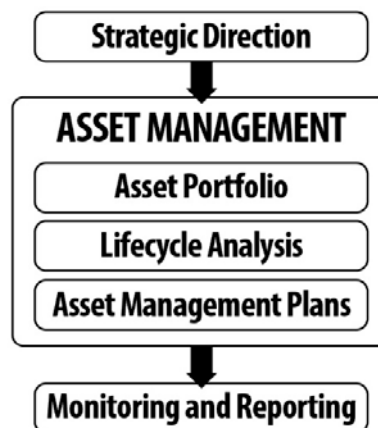 Strategic Direction
ASSET MANAGEMENT
Asset Portfolio
Lifecycle Analysis
Asset Management Plans
Monitoring and Reporting